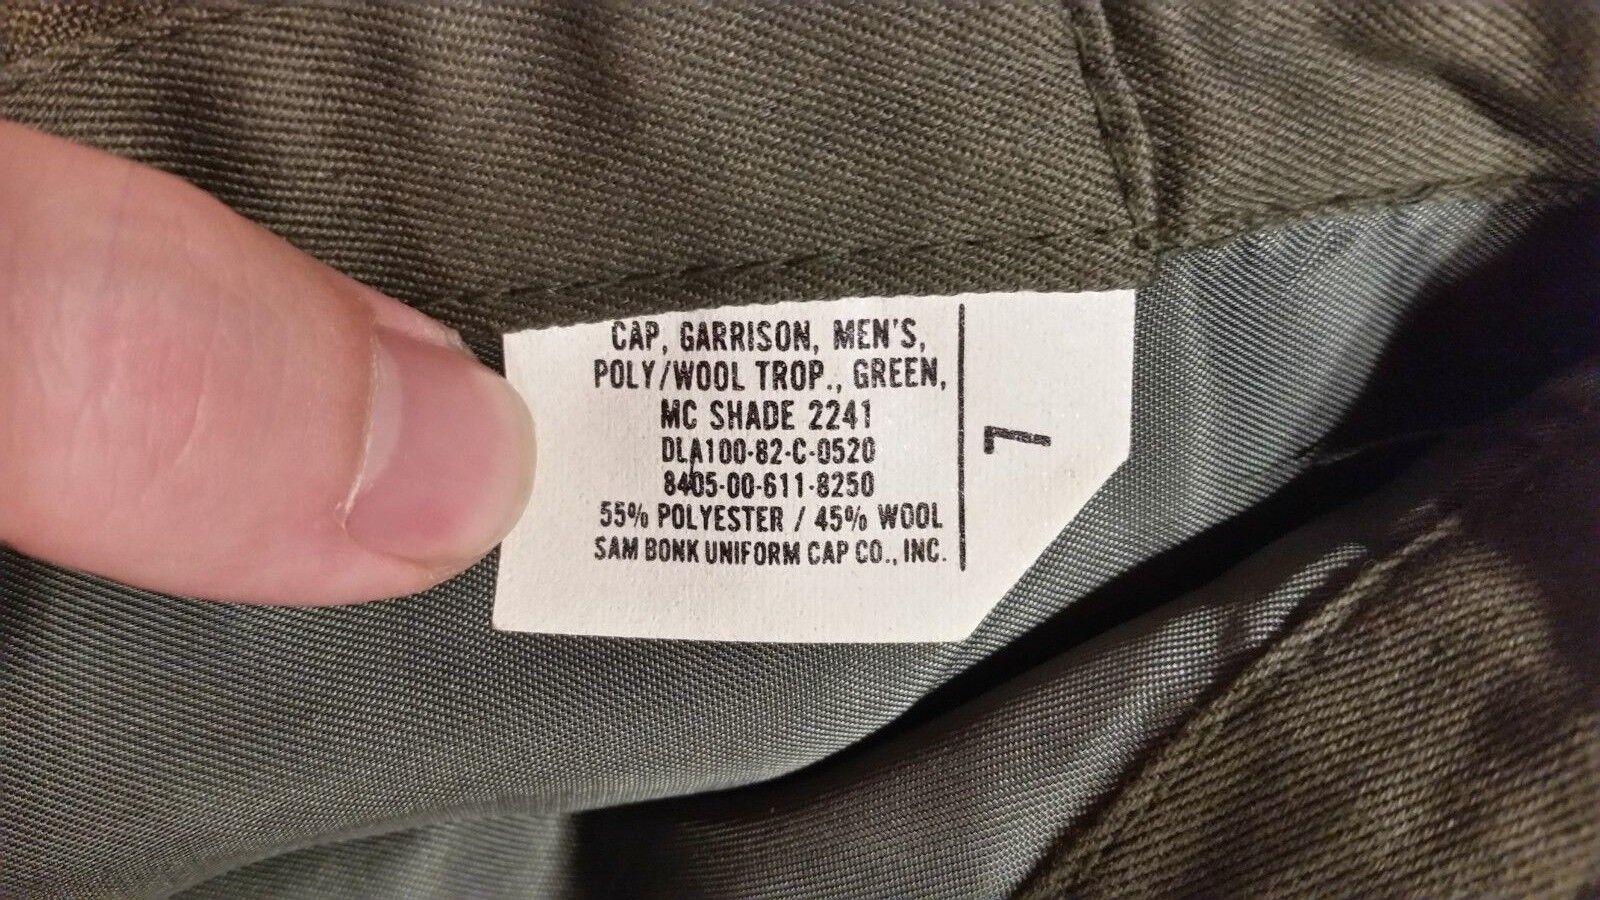 CAP, GARRISON, MEN'S,
POLY/WOOL TROP., GREEN,
MC SHADE 2241
DLA100-82-C-0520
8405-00-611-8250
55% POLYESTER / 45% WOOL
SAM BONK UNIFORM CAP CO., INC.
7